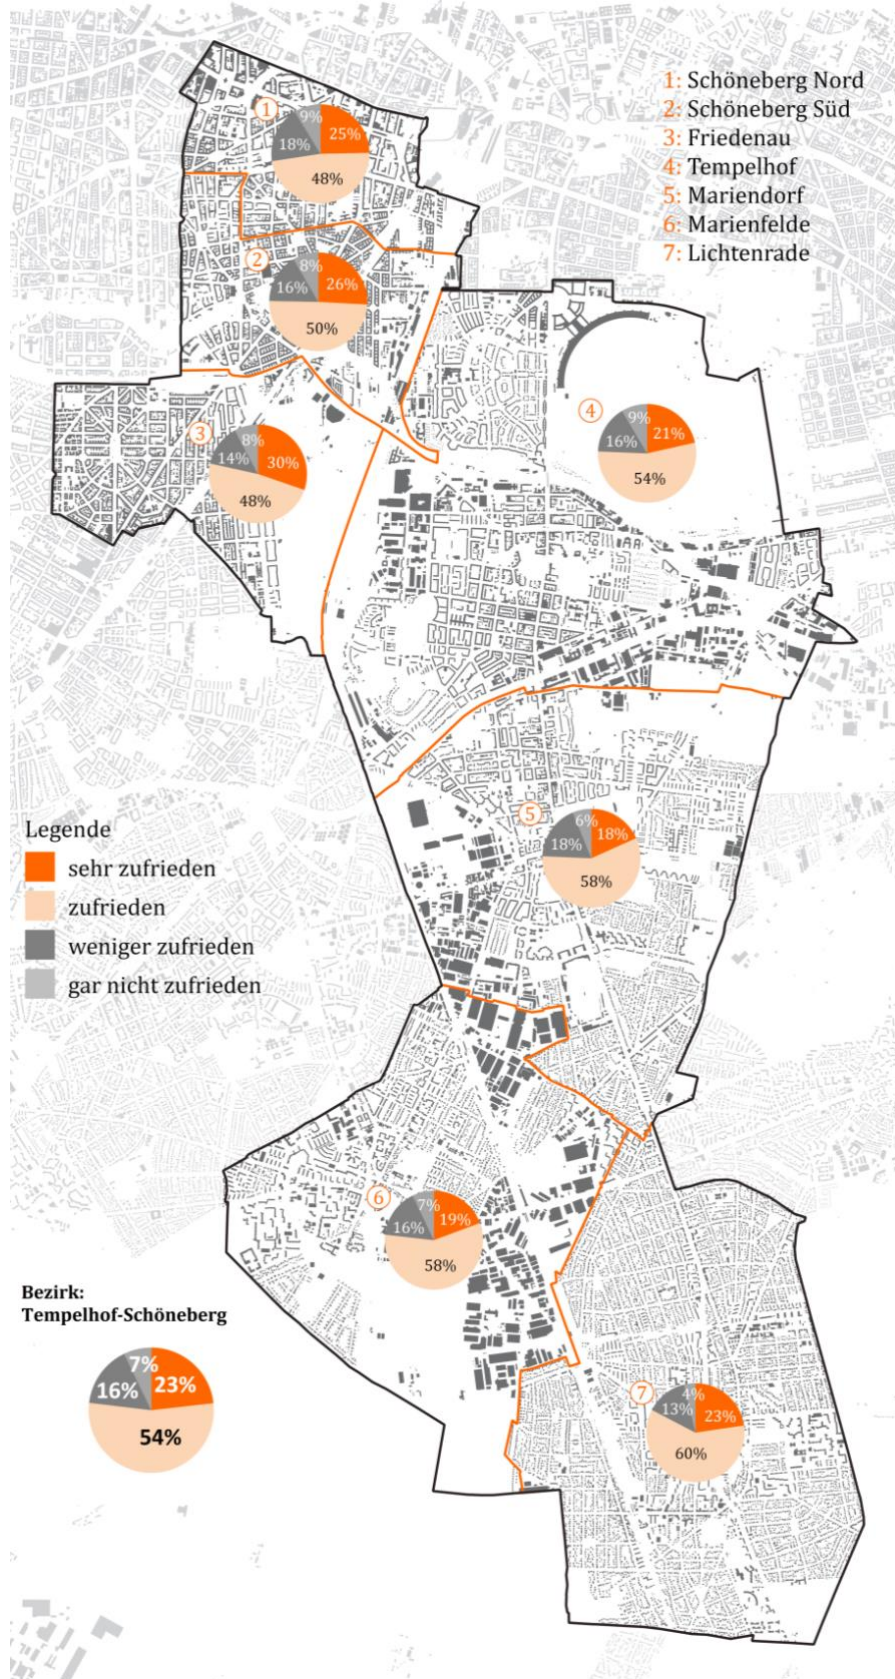 1: Schöneberg Nord
2: Schöneberg Süd
3: Friedenau
4: Tempelhof
5: Mariendorf
6: Marienfelde
7: Lichtenrade
1
9%
25%
18%
48%
2
8%
26%
16%
50%
3
8%
30%
14%
48%
4
9%
21%
16%
54%
5
6%
18%
18%
58%
Legende
sehr zufrieden
zufrieden
weniger zufrieden
gar nicht zufrieden
6
7%
19%
16%
58%
Bezirk:
Tempelhof-Schöneberg
7%
23%
16%
54%
7
4%
23%
13%
60%